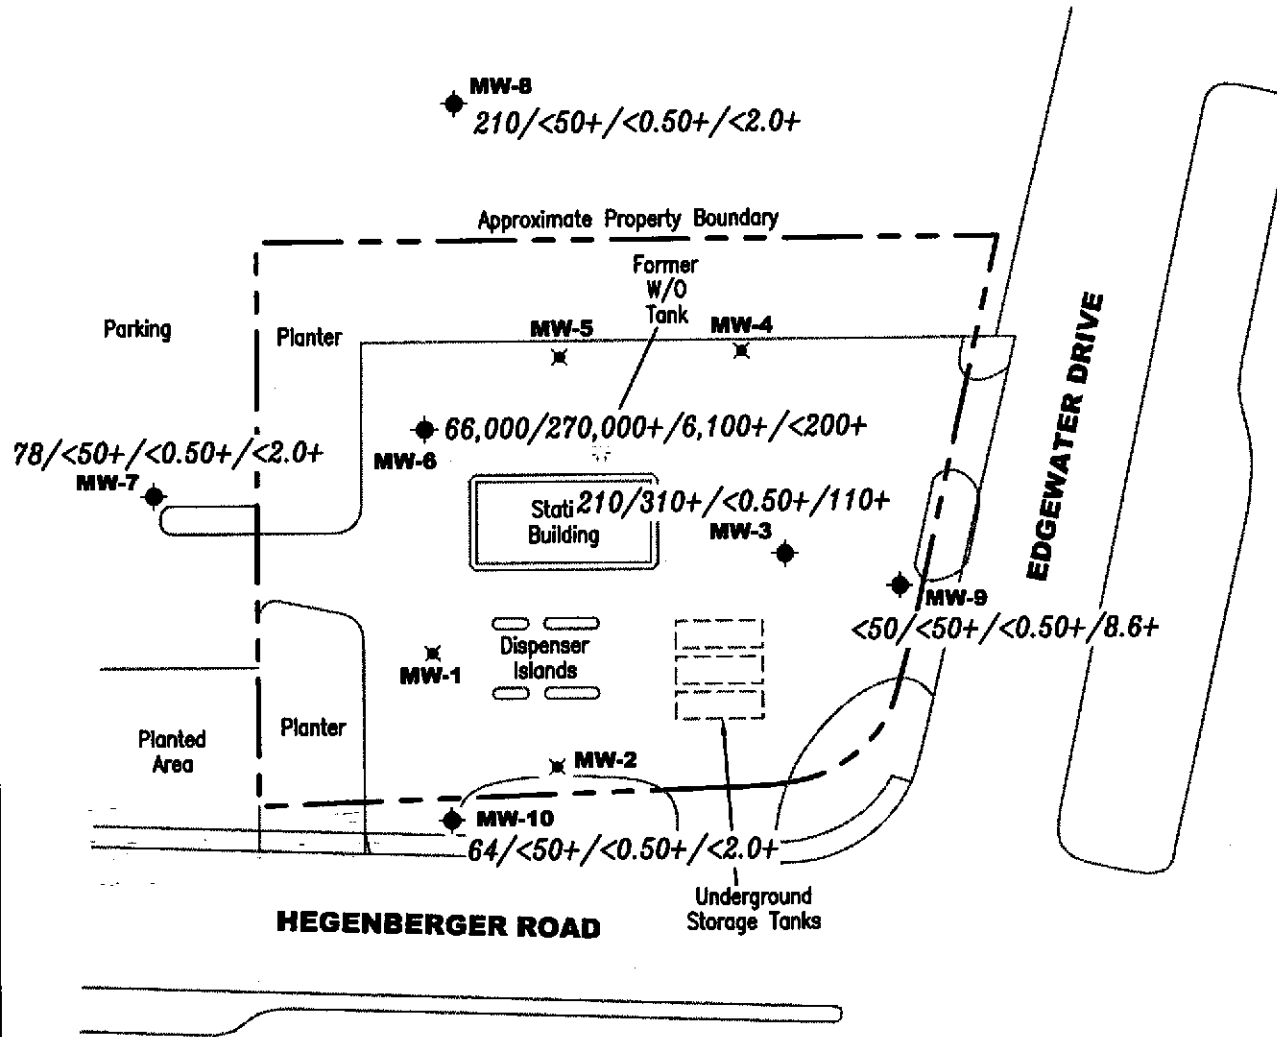 MW-8
210/<50+/<0.50+/<2.0+
Approximate Property Boundary
Former
W/O
Tank
Parking
Planter
MW-5
MW-4
EDGEWATER DRIVE
66,000/270,000+/6,100+/<200+
MW-6
78/<50+/<0.50+/<2.0+
MW-7
Stati
Building
210/310+/<0.50+/110+
MW-3
MW-9
<50/<50+/<0.50+/8.6+
Dispenser
Islands
MW-1
Planter
Planted
Area
MW-2
MW-10
64/<50+/<0.50+/<2.0+
Underground
Storage Tanks
HEGENBERGER ROAD